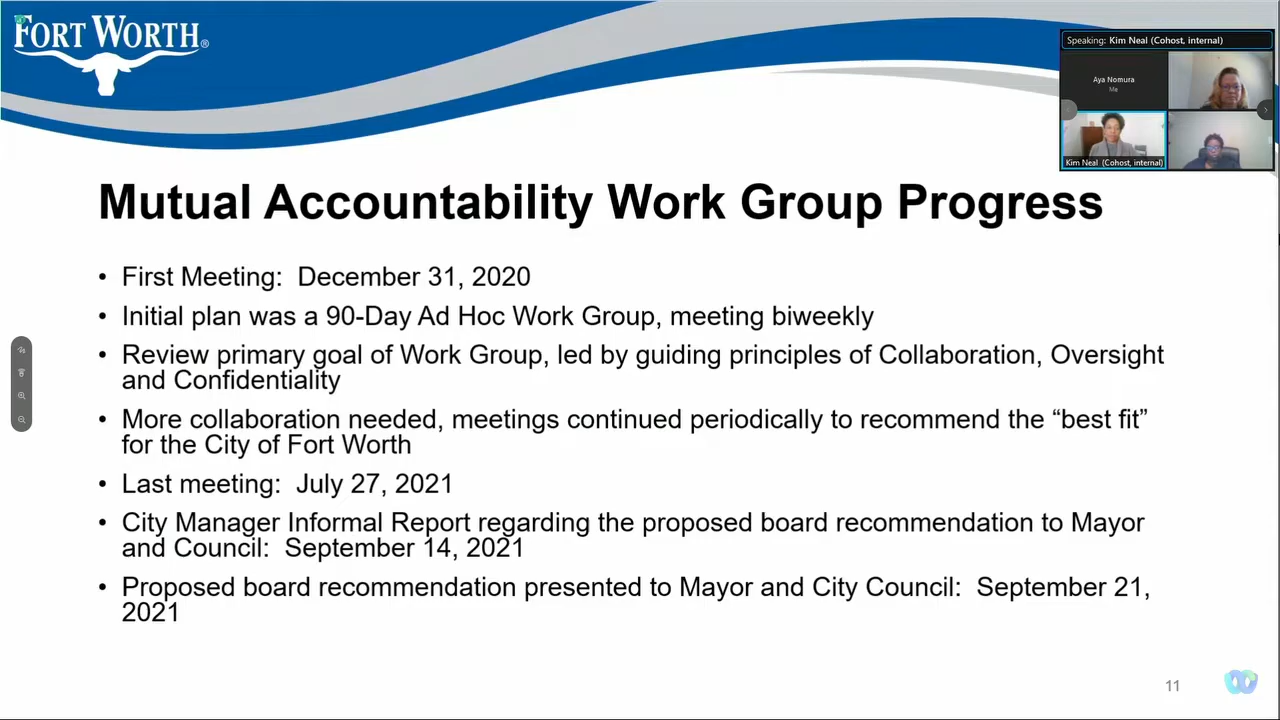 FORT WORTH®
Speaking: Kim Neal (Cohost, internal)
Aya Nomura
Me
Kim Neal (Cohost, internal)
Mutual Accountability Work Group Progress
• First Meeting: December 31, 2020
• Initial plan was a 90-Day Ad Hoc Work Group, meeting biweekly
• Review primary goal of Work Group, led by guiding principles of Collaboration, Oversight
and Confidentiality
• More collaboration needed, meetings continued periodically to recommend the “best fit”
for the City of Fort Worth
• Last meeting: July 27, 2021
• City Manager Informal Report regarding the proposed board recommendation to Mayor
and Council: September 14, 2021
• Proposed board recommendation presented to Mayor and City Council: September 21,
2021
11